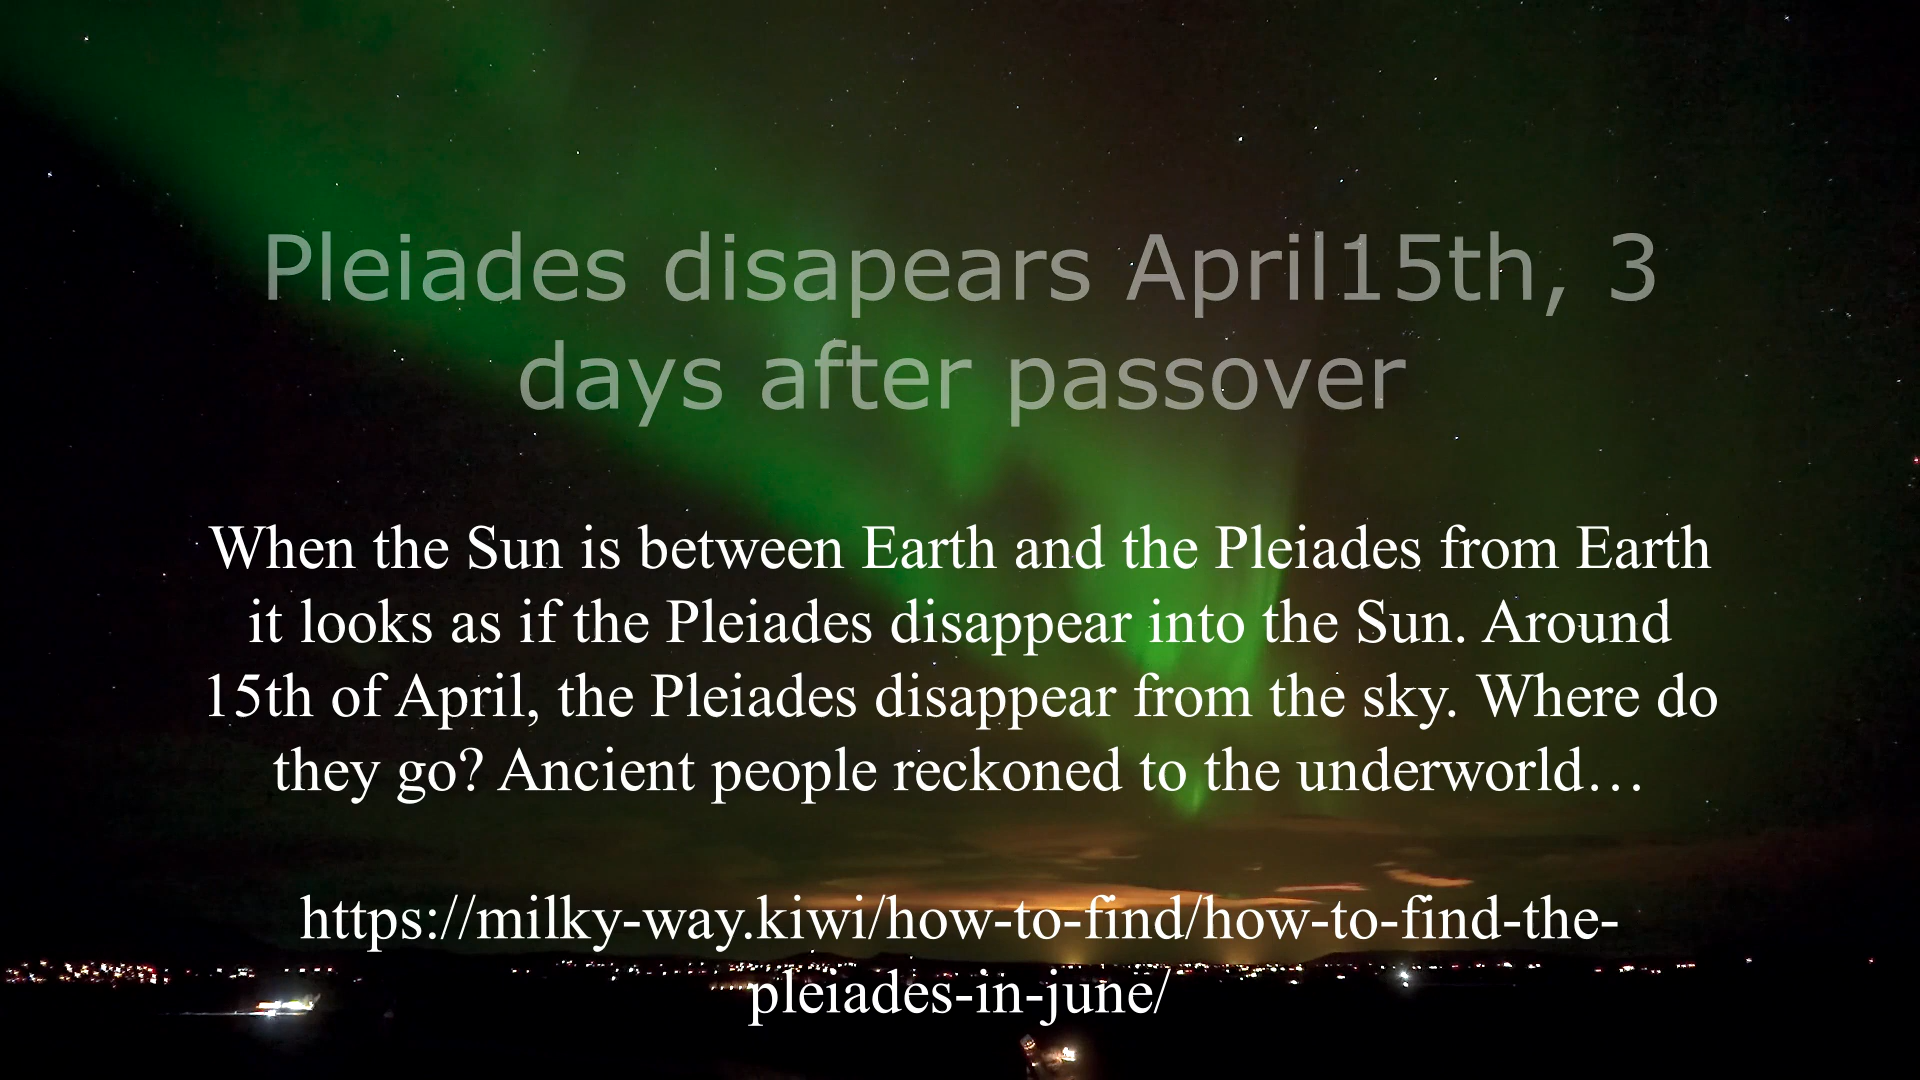 Pleiades disapears April15th, 3
days after passover
When the Sun is between Earth and the Pleiades from Earth
it looks as if the Pleiades disappear into the Sun. Around
15th of April, the Pleiades disappear from the sky. Where do
they go? Ancient people reckoned to the underworld…
https://milky-way.kiwi/how-to-find/how-to-find-the-
pleiades-in-june/